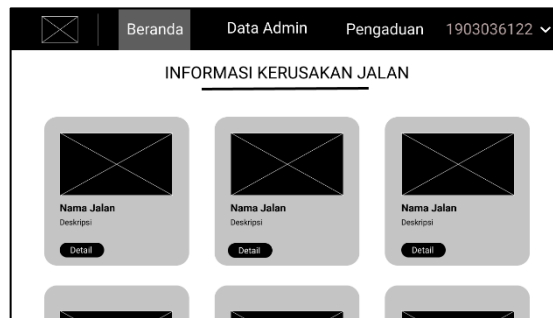 Beranda Data Admin Pengaduan 1903036122
INFORMASI KERUSAKAN JALAN
Nama Jalan Nama Jalan Nama Jalan
Deskripsi Deskripsi Deskripsi
Detail Detail Detail